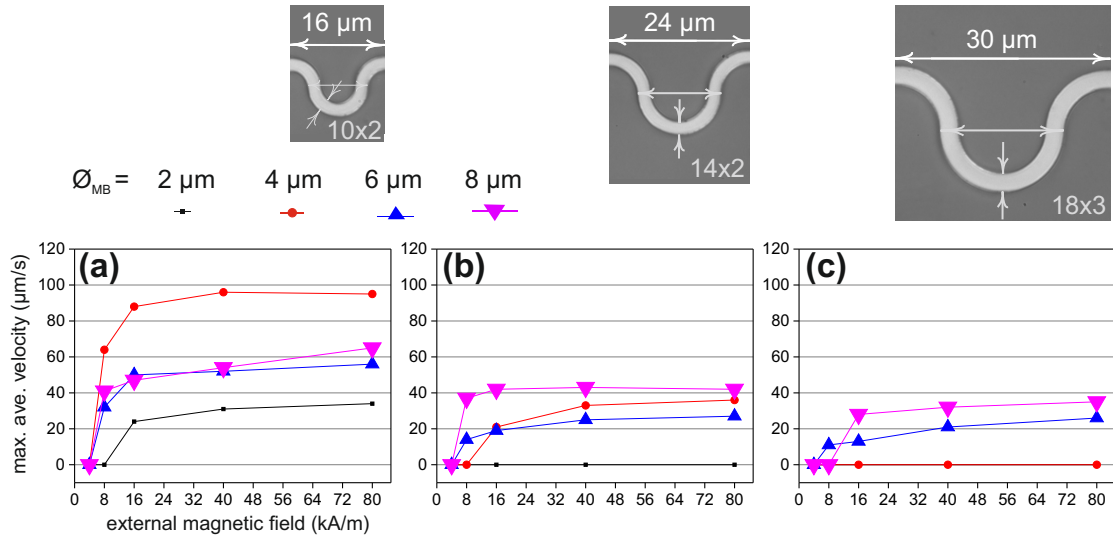 16 µm
24 µm
30 µm
10x2
14x2
18x3
Ø MB = 2 µm 4 µm 6 µm 8 µm
(a)
(b)
(c)
max. ave. velocity (µm/s)
120
100
80
60
40
20
0
0 8 16 24 32 40 48 56 64 72 80
120
100
80
60
40
20
0
0 8 16 24 32 40 48 56 64 72 80
120
100
80
60
40
20
0
0 8 16 24 32 40 48 56 64 72 80
external magnetic field (kA/m)